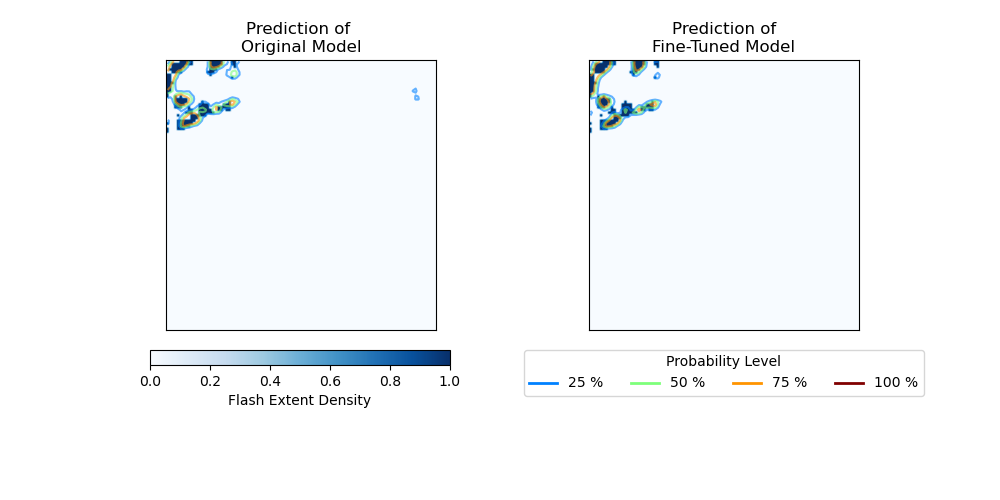 Prediction of
Original Model
Prediction of
Fine-Tuned Model
0.0 0.2 0.4 0.6 0.8 1.0
Flash Extent Density
Probability Level
25 % 50 % 75 % 100 %